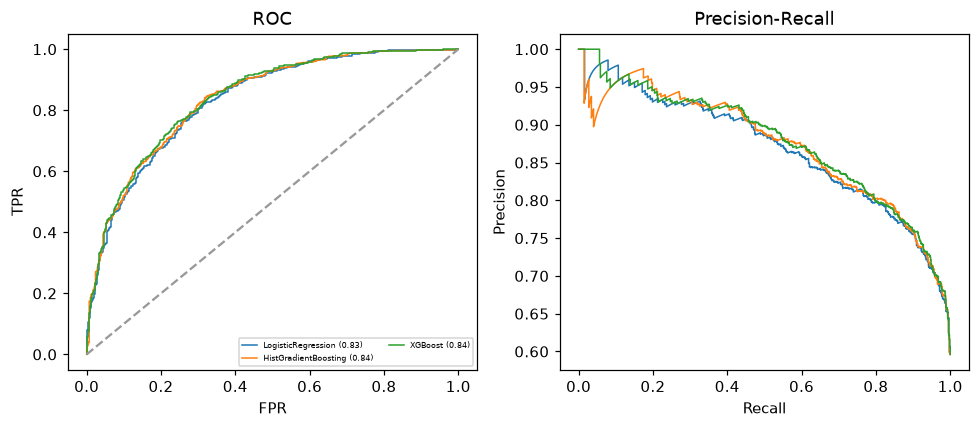 ROC
1.0
0.8
0.6
0.4
0.2
0.0
TPR
0.0 0.2 0.4 0.6 0.8 1.0
FPR
LogisticRegression (0.83)
HistGradientBoosting (0.84)
XGBoost (0.84)
Precision-Recall
1.00
0.95
0.90
0.85
0.80
0.75
0.70
0.65
0.60
Precision
0.0 0.2 0.4 0.6 0.8 1.0
Recall